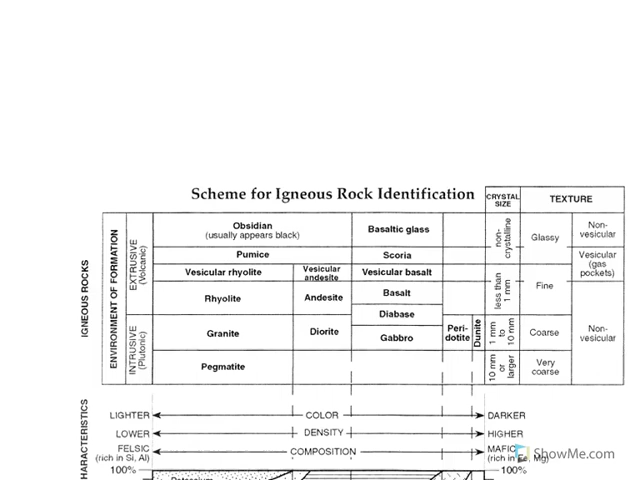 Scheme for Igneous Rock Identification
CRYSTAL
SIZE
TEXTURE
IGNEOUS ROCKS
ENVIRONMENT OF FORMATION
EXTRUSIVE
(Volcanic)
Obsidian
(usually appears black)
Basaltic glass
non-
crystalline
Glassy
Non-
vesicular
Pumice
Scoria
Vesicular
(gas
pockets)
Vesicular rhyolite
Vesicular
andesite
Vesicular basalt
less than
1 mm
Fine
Rhyolite
Andesite
Basalt
Diabase
INTRUSIVE
(Plutonic)
Granite
Diorite
Gabbro
Peri-
dotite
Dunite
1 mm
to
10 mm
Coarse
Non-
vesicular
Pegmatite
10 mm
or
larger
Very
coarse
HARACTERISTICS
LIGHTER
COLOR
DARKER
LOWER
DENSITY
HIGHER
FELSIC
(rich in Si, Al)
COMPOSITION
MAFIC
(rich in Fe, Mg)
ShowMe.com
100%
100%